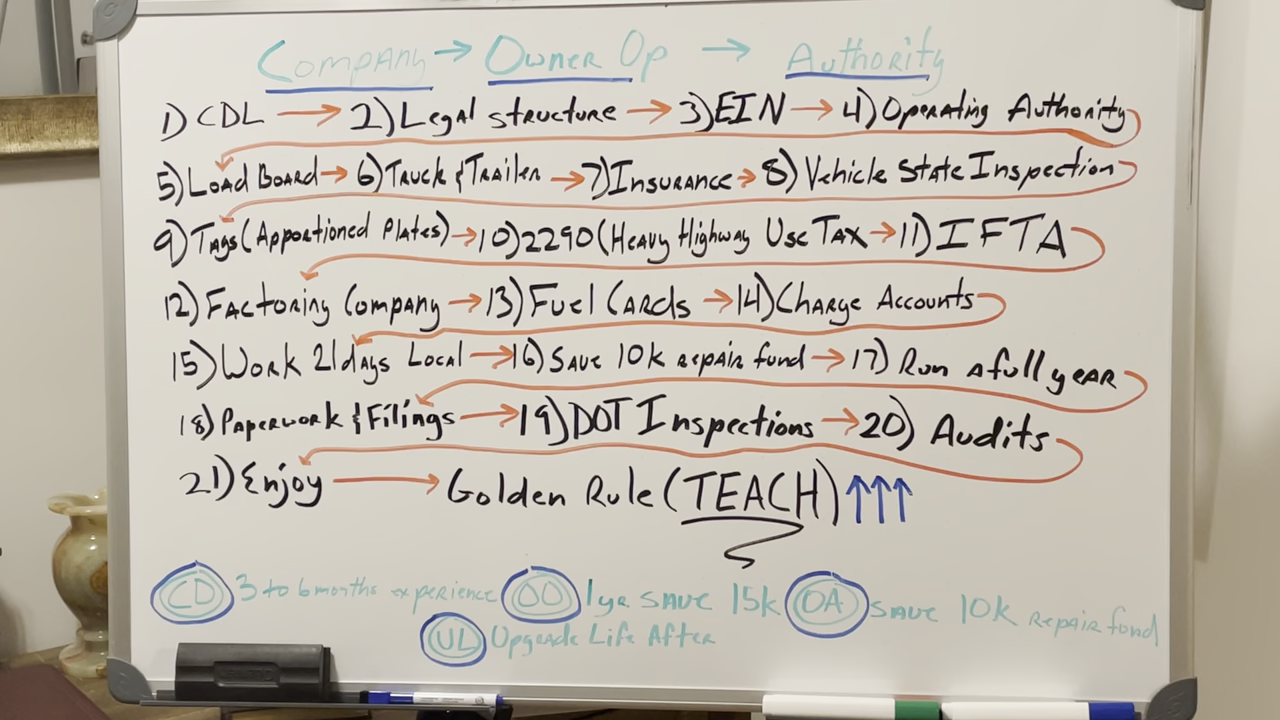 Company → Owner Op → Authority
1) CDL → 2) Legal structure → 3) EIN → 4) Operating Authority
5) Load Board → 6) Truck & Trailer → 7) Insurance → 8) Vehicle State Inspection
9) Tags (Apportioned Plates) → 10) 2290 (Heavy Highway Use Tax → 11) IFTA
12) Factoring Company → 13) Fuel Cards → 14) Charge Accounts
15) Work 21 days Local → 16) Save 10k repair fund → 17) Run a full year
18) Paperwork & Filings → 19) DOT Inspections → 20) Audits
21) Enjoy → Golden Rule (TEACH) ↑↑↑
CD 3 to 6 months experience OO 1yr save 15k OA save 10k repair fund
UL Upgrade Life After